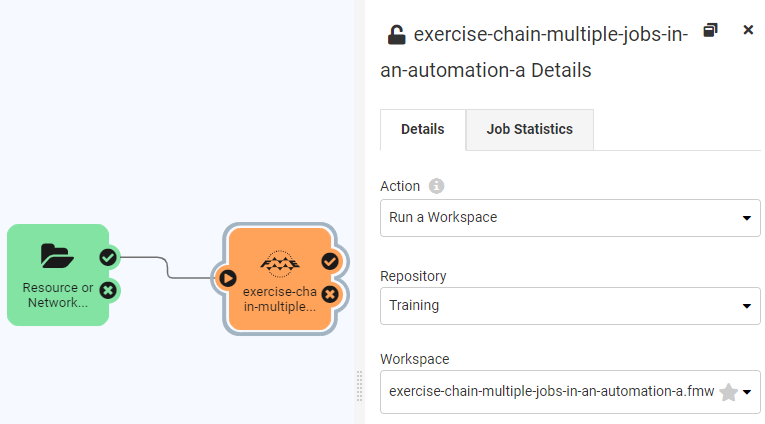 Resource or
Network...
exercise-cha
in-multiple...
exercise-chain-multiple-jobs-in-
an-automation-a Details
Details
Job Statistics
Action
Run a Workspace
Repository
Training
Workspace
exercise-chain-multiple-jobs-in-an-automation-a.fmw